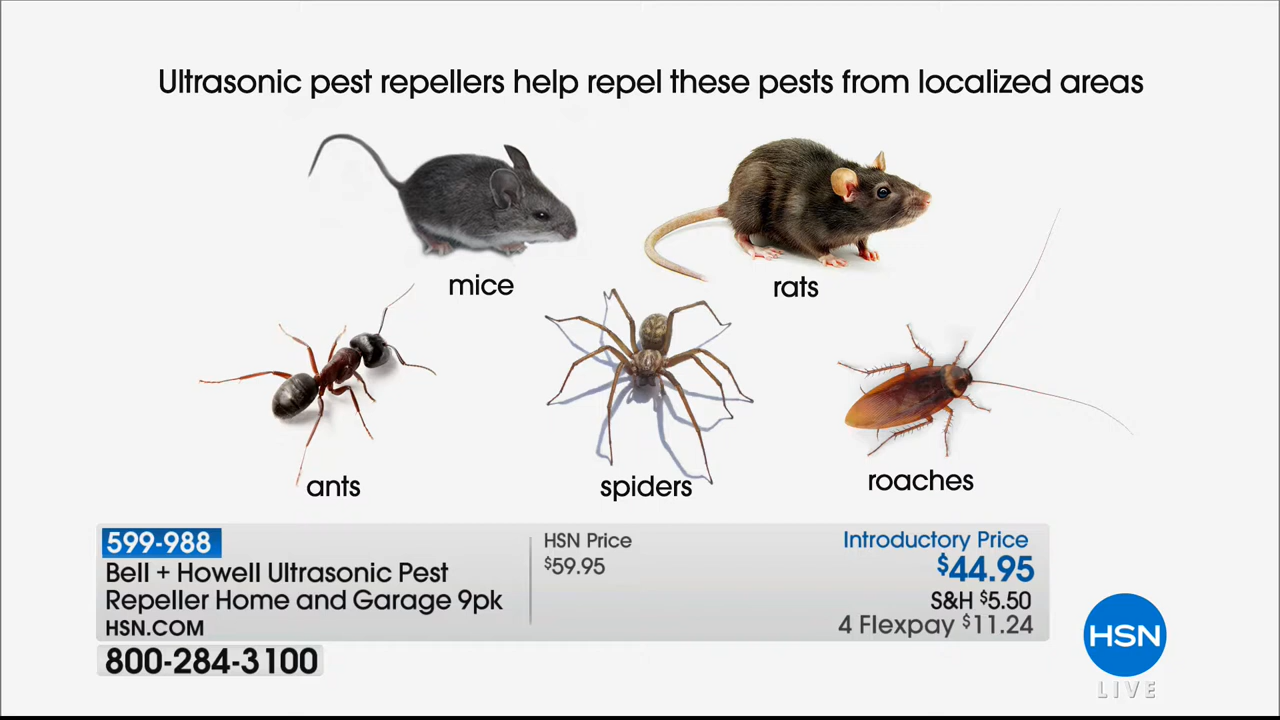 Ultrasonic pest repellers help repel these pests from localized areas
mice
rats
ants
spiders
roaches
599-988
Bell + Howell Ultrasonic Pest
Repeller Home and Garage 9pk
HSN.COM
800-284-3100
HSN Price
$59.95
Introductory Price
$44.95
S&H $5.50
4 Flexpay $11.24
HSN
LIVE